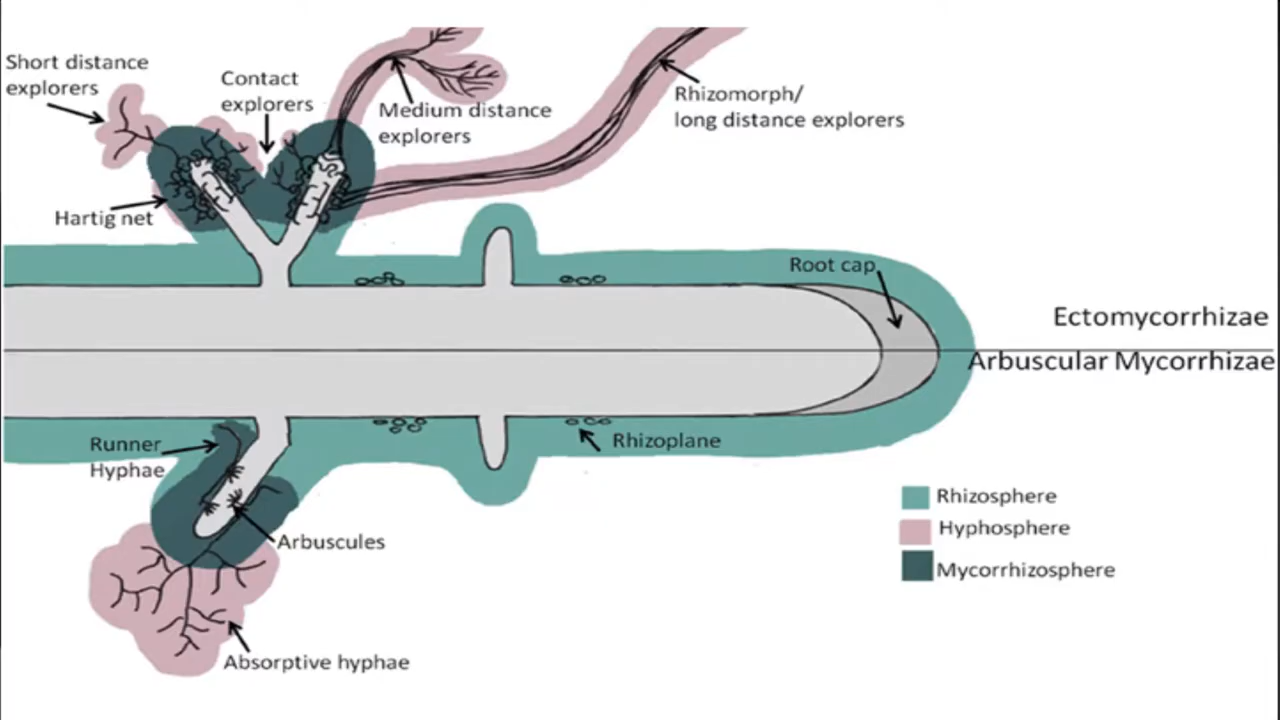 Short distance
explorers
Contact
explorers
Medium distance
explorers
Rhizomorph/
long distance explorers
Hartig net
Root cap
Ectomycorrhizae
Arbuscular Mycorrhizae
Runner
Hyphae
Rhizoplane
Arbuscules
Absorptive hyphae
Rhizosphere
Hyphosphere
Mycorrhizosphere